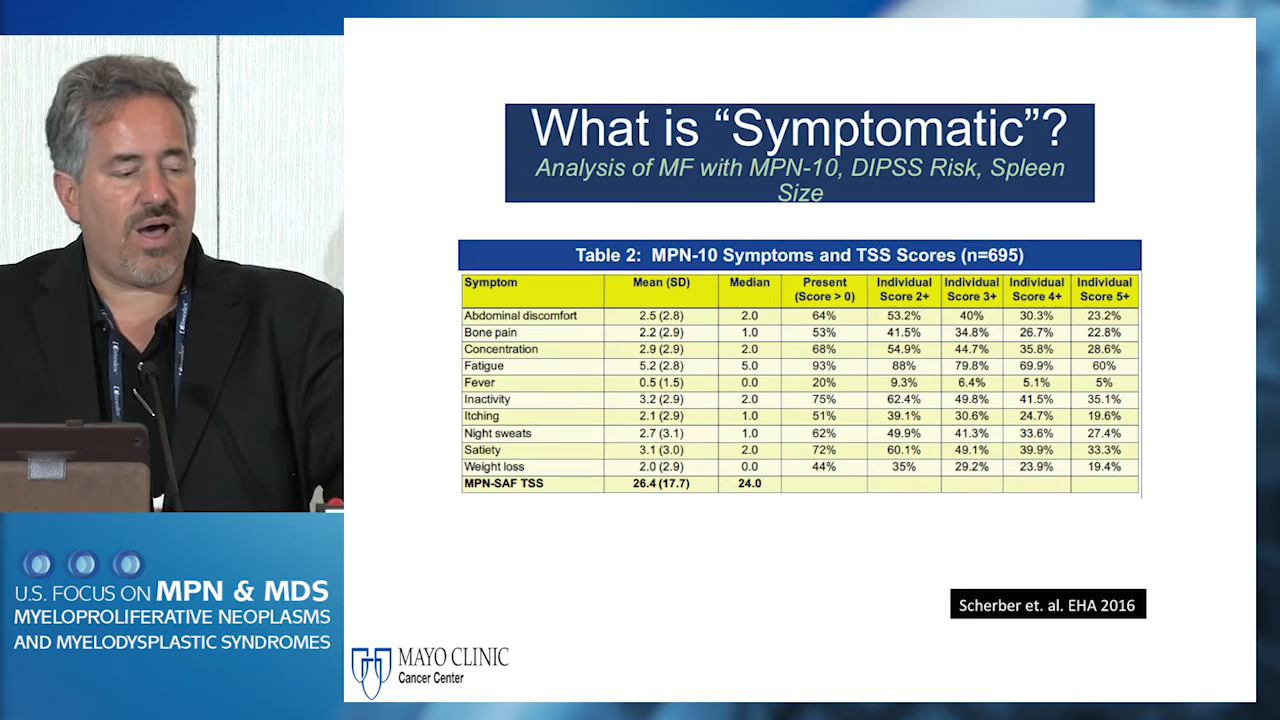 What is “Symptomatic”?
Analysis of MF with MPN-10, DIPSS Risk, Spleen
Size
Table 2: MPN-10 Symptoms and TSS Scores (n=695)
Symptom Mean (SD) Median Present (Score > 0) Individual Score 2+ Individual Score 3+ Individual Score 4+ Individual Score 5+
Abdominal discomfort 2.5 (2.8) 2.0 64% 53.2% 40% 30.3% 23.2%
Bone pain 2.2 (2.9) 1.0 53% 41.5% 34.8% 26.7% 22.8%
Concentration 2.9 (2.9) 2.0 68% 54.9% 44.7% 35.8% 28.6%
Fatigue 5.2 (2.8) 5.0 93% 88% 79.8% 69.9% 60%
Fever 0.5 (1.5) 0.0 20% 9.3% 6.4% 5.1% 5%
Inactivity 3.2 (2.9) 2.0 75% 62.4% 49.8% 41.5% 35.1%
Itching 2.1 (2.9) 1.0 51% 39.1% 30.6% 24.7% 19.6%
Night sweats 2.7 (3.1) 1.0 62% 49.9% 41.3% 33.6% 27.4%
Satiety 3.1 (3.0) 2.0 72% 60.1% 49.1% 39.9% 33.3%
Weight loss 2.0 (2.9) 0.0 44% 35% 29.2% 23.9% 19.4%
MPN-SAF TSS 26.4 (17.7) 24.0
Scherber et. al. EHA 2016
MAYO CLINIC
Cancer Center
U.S. FOCUS ON MPN & MDS
MYELOPROLIFERATIVE NEOPLASMS
AND MYELODYSPLASTIC SYNDROMES